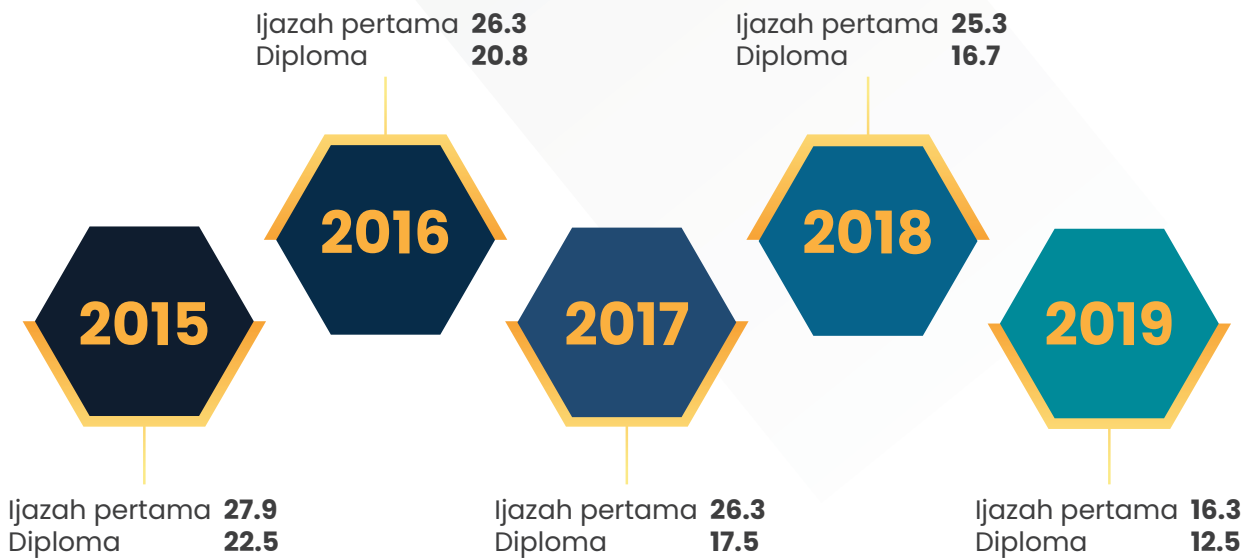 Ijazah pertama 26.3
Diploma 20.8
Ijazah pertama 25.3
Diploma 16.7
2016
2018
2015
2017
2019
Ijazah pertama 27.9
Diploma 22.5
Ijazah pertama 26.3
Diploma 17.5
Ijazah pertama 16.3
Diploma 12.5